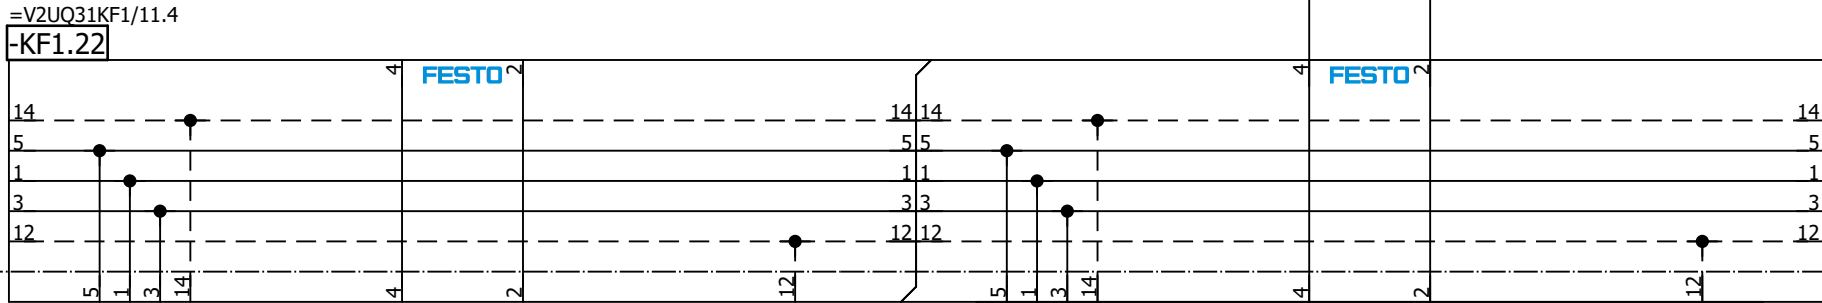 =V2UQ31KF1/11.4
-KF1.22
4 FESTO 2 4 FESTO 2
14 14 14 14
5 5 5 5
1 1 1 1
3 3 3 3
12 12 12 12
5 1 3 14 4 2 12 5 1 3 14 4 2 12